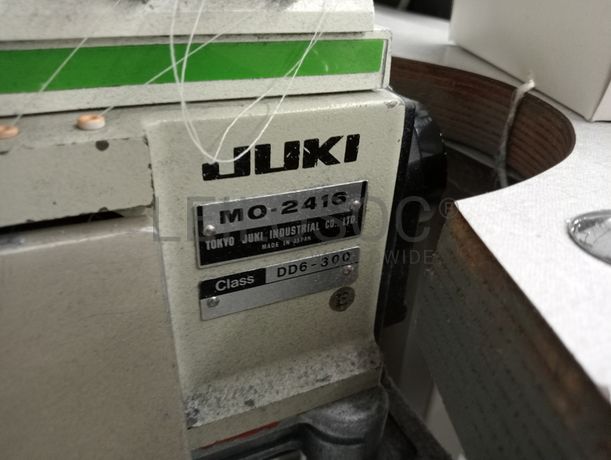 JUKI
MO-2416
TOKYO JUKI INDUSTRIAL CO. LTD.
MADE IN JAPAN
Class DD6-300
E